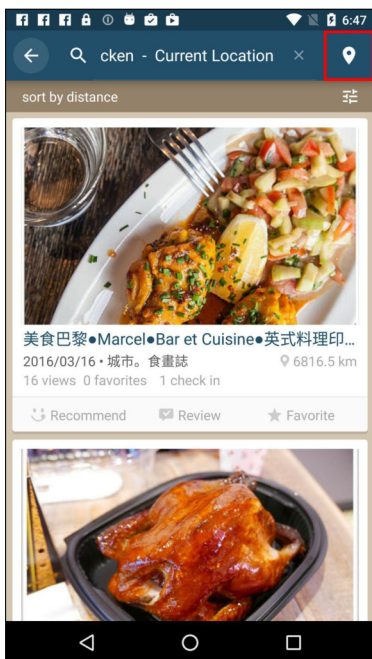 6:47
cken - Current Location ×
sort by distance
美食巴黎●Marcel●Bar et Cuisine●英式料理印...
2016/03/16 • 城市。食畫誌 6816.5 km
16 views 0 favorites 1 check in
Recommend Review Favorite